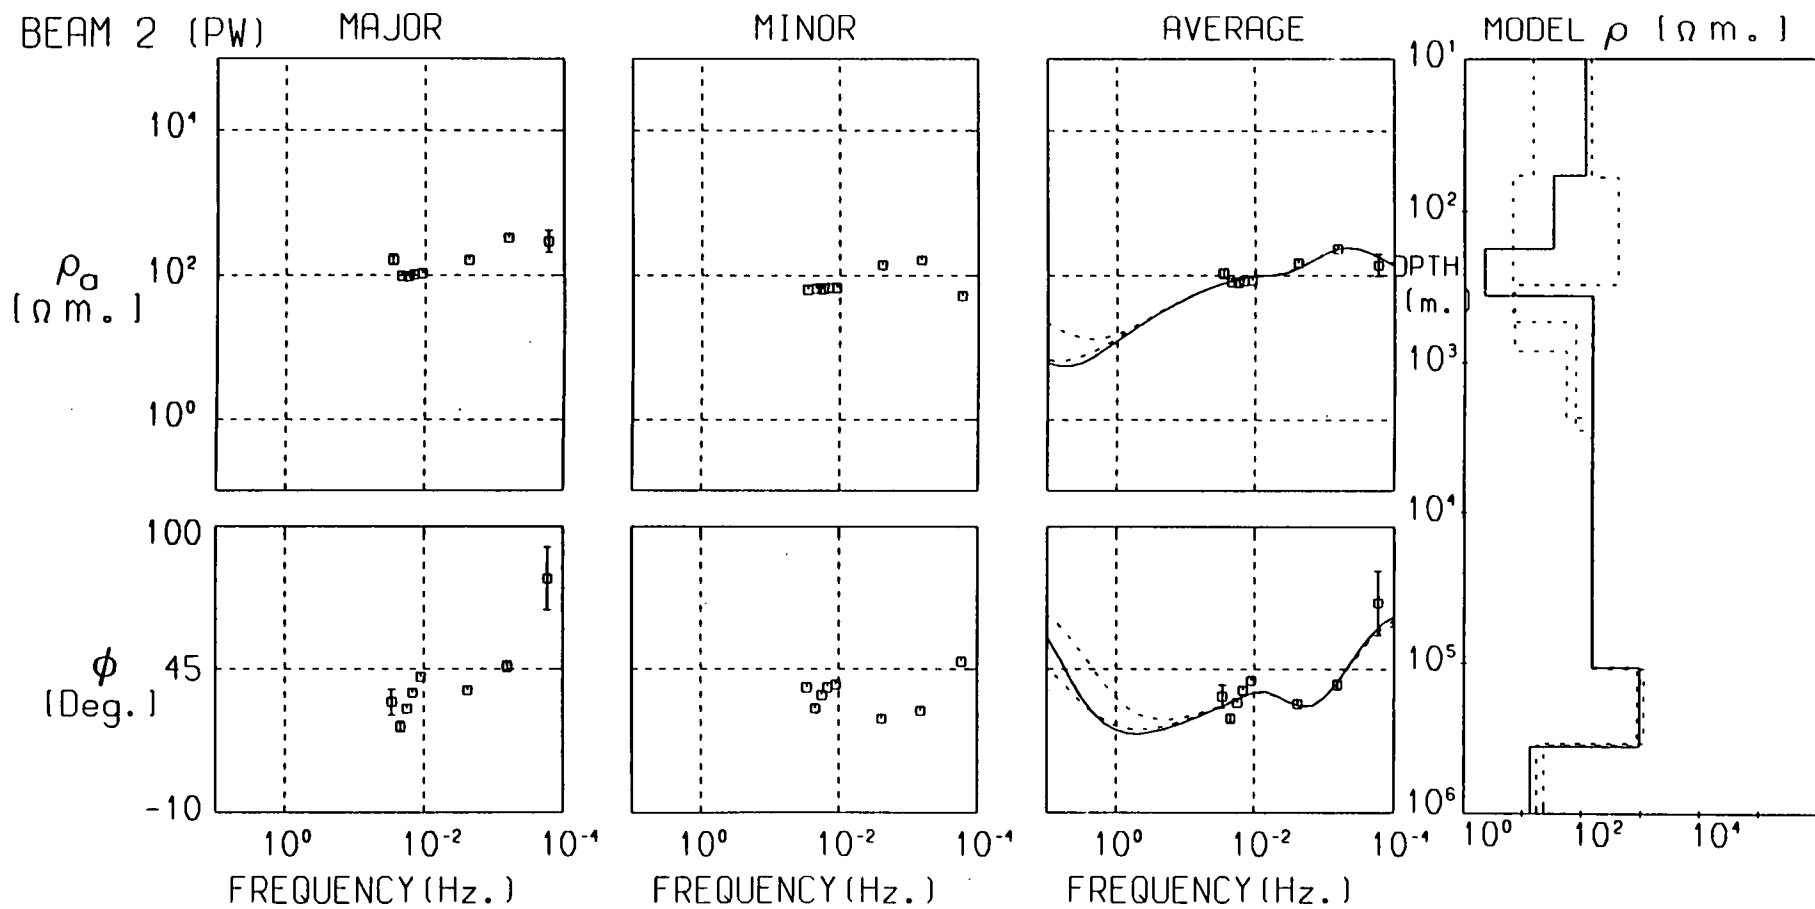 BEAM 2 (PW) MAJOR MINOR AVERAGE MODEL ρ (Ω m.)
10⁴
10²
10⁰
ρa
(Ω m.)
10¹
10²
DPTH
(m.)
10³
10⁴
10⁵
10⁶
100
45
-10
ϕ
(Deg.)
10⁰ 10⁻² 10⁻⁴ 10⁰ 10⁻² 10⁻⁴ 10⁰ 10⁻² 10⁻⁴ 10⁰ 10² 10⁴
FREQUENCY(Hz.) FREQUENCY(Hz.) FREQUENCY(Hz.)